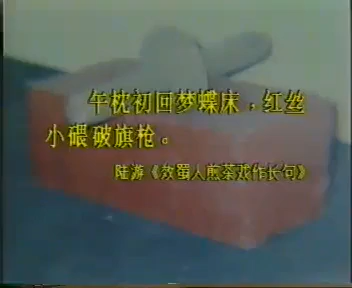 午枕初回梦蝶床，红丝
小碨破旗枪。
陆游《效蜀人煎茶戏作长句》